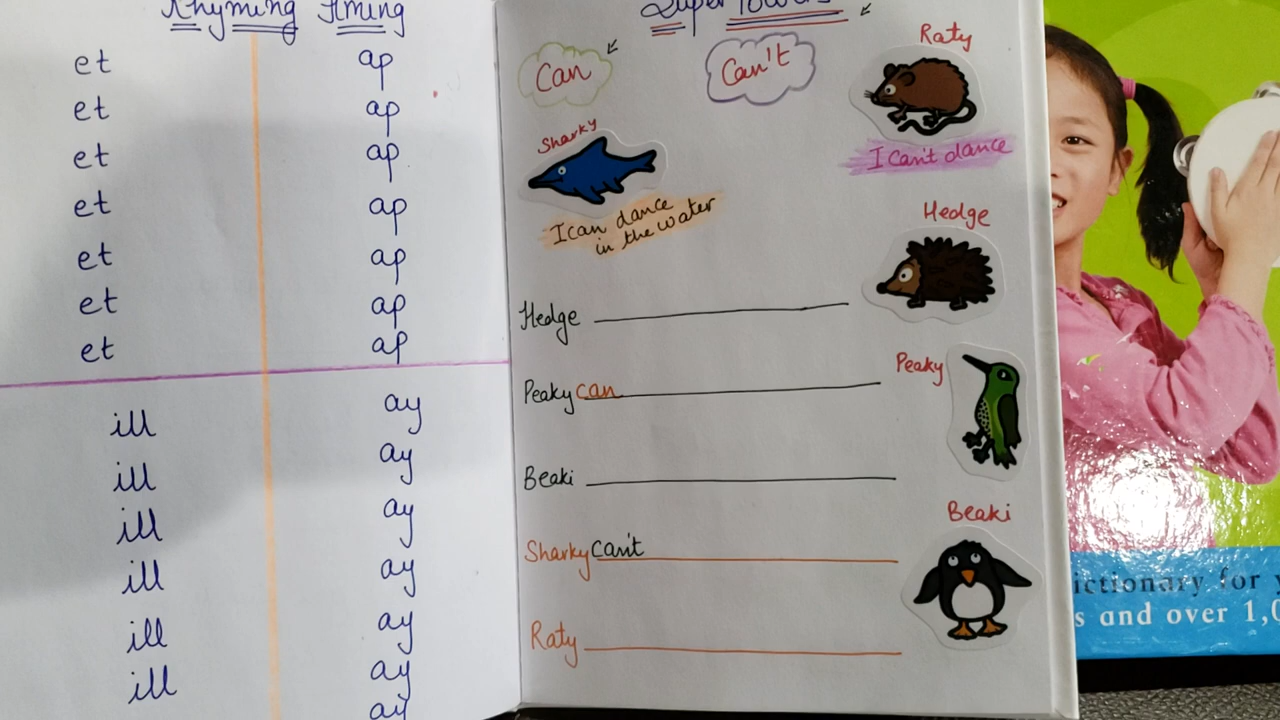 Rhyming Timing
et ap
et ap
et ap
et ap
et ap
et ap
et ap
ill ay
ill ay
ill ay
ill ay
ill ay
ill ay
ay
Super
Can
Can't
Raty
I can't dance
Sharky
I can dance
in the water
Hedge
Hedge
Peaky
Peaky can
Beaki
Beaki
Sharky can't
Raty
ictionary for
s and over 1,0